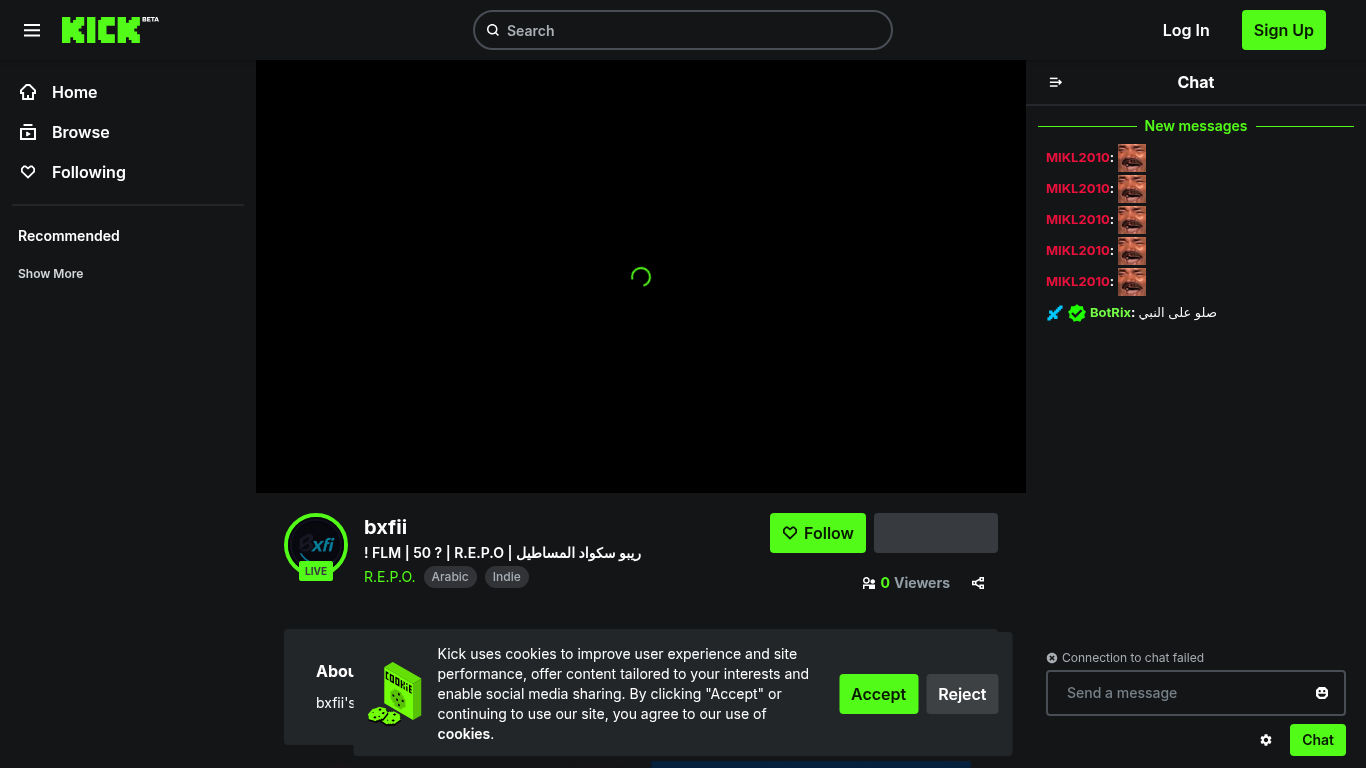 KICK BETA
Search
Log In
Sign Up
Home
Browse
Following
Recommended
Show More
Chat
New messages
MIKL2010:
MIKL2010:
MIKL2010:
MIKL2010:
MIKL2010:
BotRix: صلو على النبي
bxfii
LIVE
! FLM | 50 ? | R.E.P.O | ريبو سكواد المساطيل
R.E.P.O. Arabic Indie
Follow
0 Viewers
bxfii's
Kick uses cookies to improve user experience and site
performance, offer content tailored to your interests and
enable social media sharing. By clicking "Accept" or
continuing to use our site, you agree to our use of
cookies.
COOKIE
Accept
Reject
Connection to chat failed
Send a message
Chat